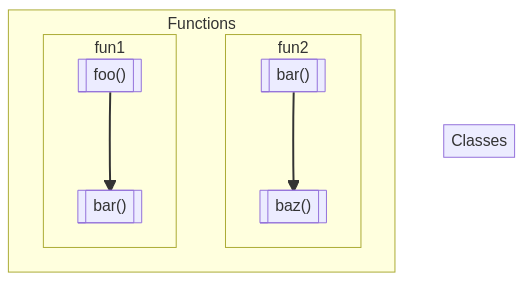 Functions
fun1
foo()
bar()
fun2
bar()
baz()
Classes